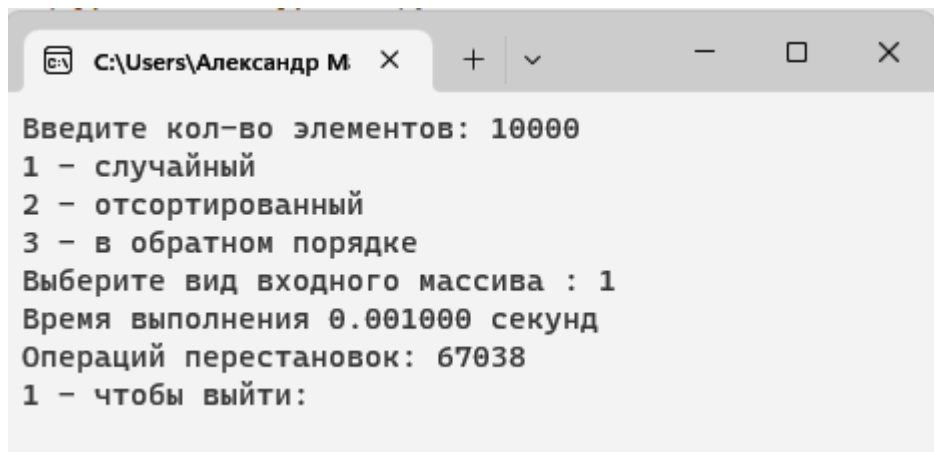 C:\Users\Александр М
Введите кол-во элементов: 10000
1 - случайный
2 - отсортированный
3 - в обратном порядке
Выберите вид входного массива : 1
Время выполнения 0.001000 секунд
Операций перестановок: 67038
1 - чтобы выйти: